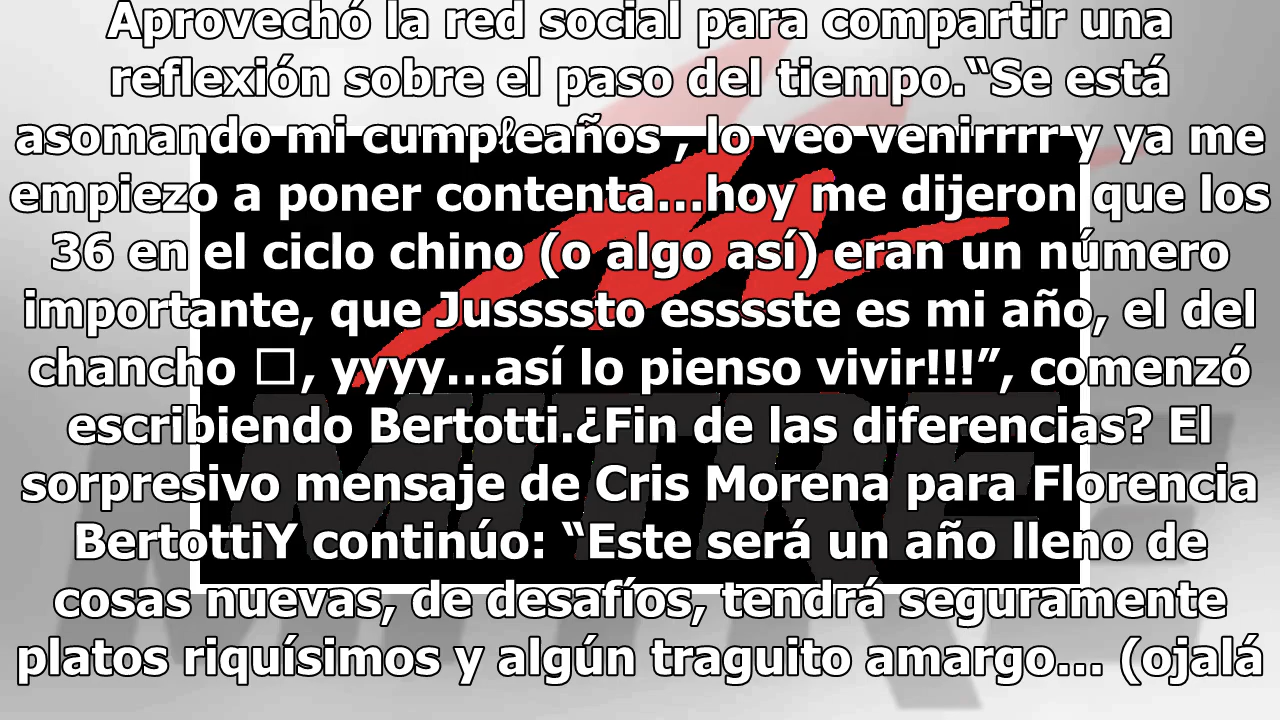 Aprovechó la red social para compartir una
reflexión sobre el paso del tiempo.“Se está
asomando mi cumpℓeaños , lo veo venirrrr y ya me
empiezo a poner contenta...hoy me dijeron que los
36 en el ciclo chino (o algo así) eran un número
importante, que Jussssto esssste es mi año, el del
chancho □, yyyy...así lo pienso vivir!!!”, comenzó
escribiendo Bertotti.¿Fin de las diferencias? El
sorpresivo mensaje de Cris Morena para Florencia
BertottiY continúo: “Este será un año lleno de
cosas nuevas, de desafíos, tendrá seguramente
platos riquísimos y algún traguito amargo... (ojalá
MITRE